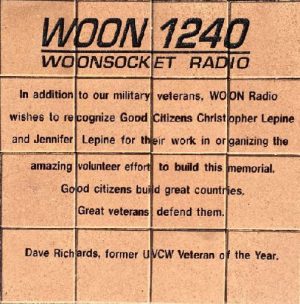 WOON 1240
WOONSOCKET RADIO
In addition to our military veterans, WOON Radio
wishes to recognize Good Citizens Christopher Lepine
and Jennifer Lepine for their work in organizing the
amazing volunteer effort to build this memorial.
Good citizens build great countries.
Great veterans defend them.
Dave Richards, former UVCW Veteran of the Year.